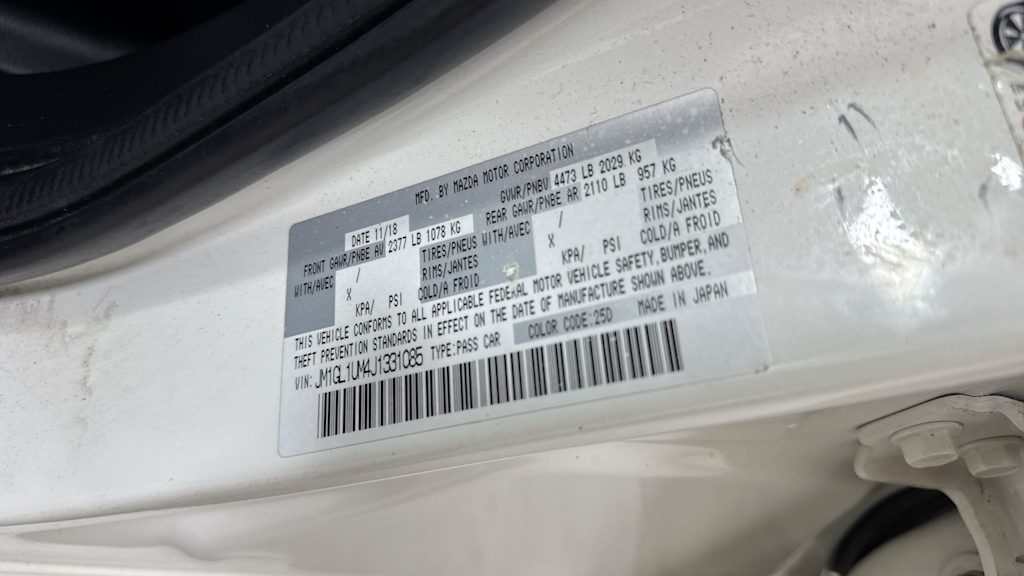 MFD. BY MAZDA MOTOR CORPORATION
DATE 11/18 GVWR/PNBV 4473 LB 2029 KG
FRONT GAWR/PNBE AV 2377 LB 1078 KG REAR GAWR/PNBE AR 2110 LB 957 KG
WITH/AVEC / TIRES/PNEUS WITH/AVEC / TIRES/PNEUS
X RIMS/JANTES X RIMS/JANTES
KPA/ PSI COLD/A FROID KPA/ PSI COLD/A FROID
THIS VEHICLE CONFORMS TO ALL APPLICABLE FEDERAL MOTOR VEHICLE SAFETY, BUMPER, AND
THEFT PREVENTION STANDARDS IN EFFECT ON THE DATE OF MANUFACTURE SHOWN ABOVE.
VIN: JM1GL1UM4J1331085 TYPE:PASS CAR COLOR CODE:25D MADE IN JAPAN